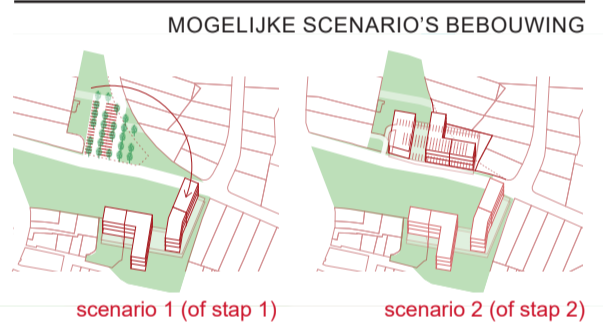 MOGELIJKE SCENARIO'S BEBOUWING
scenario 1 (of stap 1)
scenario 2 (of stap 2)